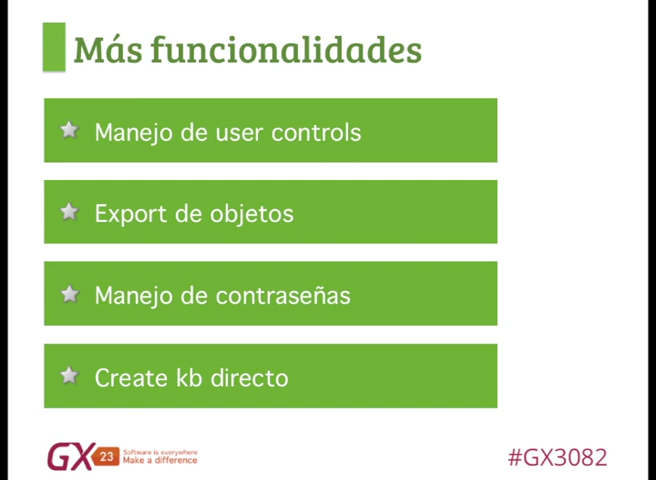 Más funcionalidades
Manejo de user controls
Export de objetos
Manejo de contraseñas
Create kb directo
GX 23 Software is everywhere
Make a difference
#GX3082